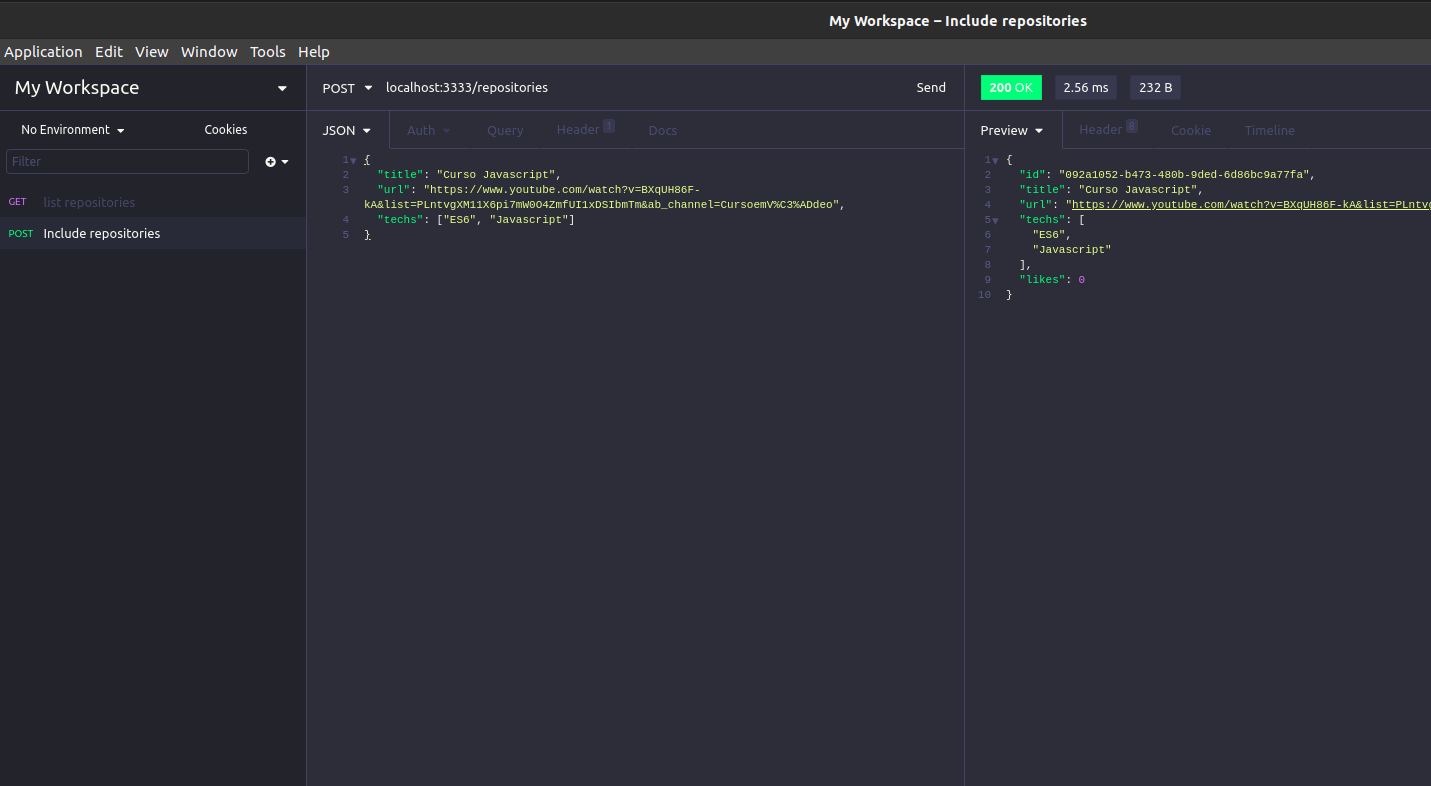 My Workspace – Include repositories
Application Edit View Window Tools Help
My Workspace
POST localhost:3333/repositories Send
200 OK 2.56 ms 232 B
No Environment Cookies
JSON Auth Query Header 1 Docs
Preview Header 8 Cookie Timeline
Filter
GET list repositories
POST Include repositories
1 {
2 "title": "Curso Javascript",
3 "url": "https://www.youtube.com/watch?v=BXqUH86F-
kA&list=PLntvgXM11X6pi7mW0O4ZmfUI1xDSIbmTm&ab_channel=CursoemV%C3%ADdeo",
4 "techs": ["ES6", "Javascript"]
5 }
1 {
2 "id": "092a1052-b473-480b-9ded-6d86bc9a77fa",
3 "title": "Curso Javascript",
4 "url": "https://www.youtube.com/watch?v=BXqUH86F-kA&list=PLntvg
5 "techs": [
6 "ES6",
7 "Javascript"
8 ],
9 "likes": 0
10 }